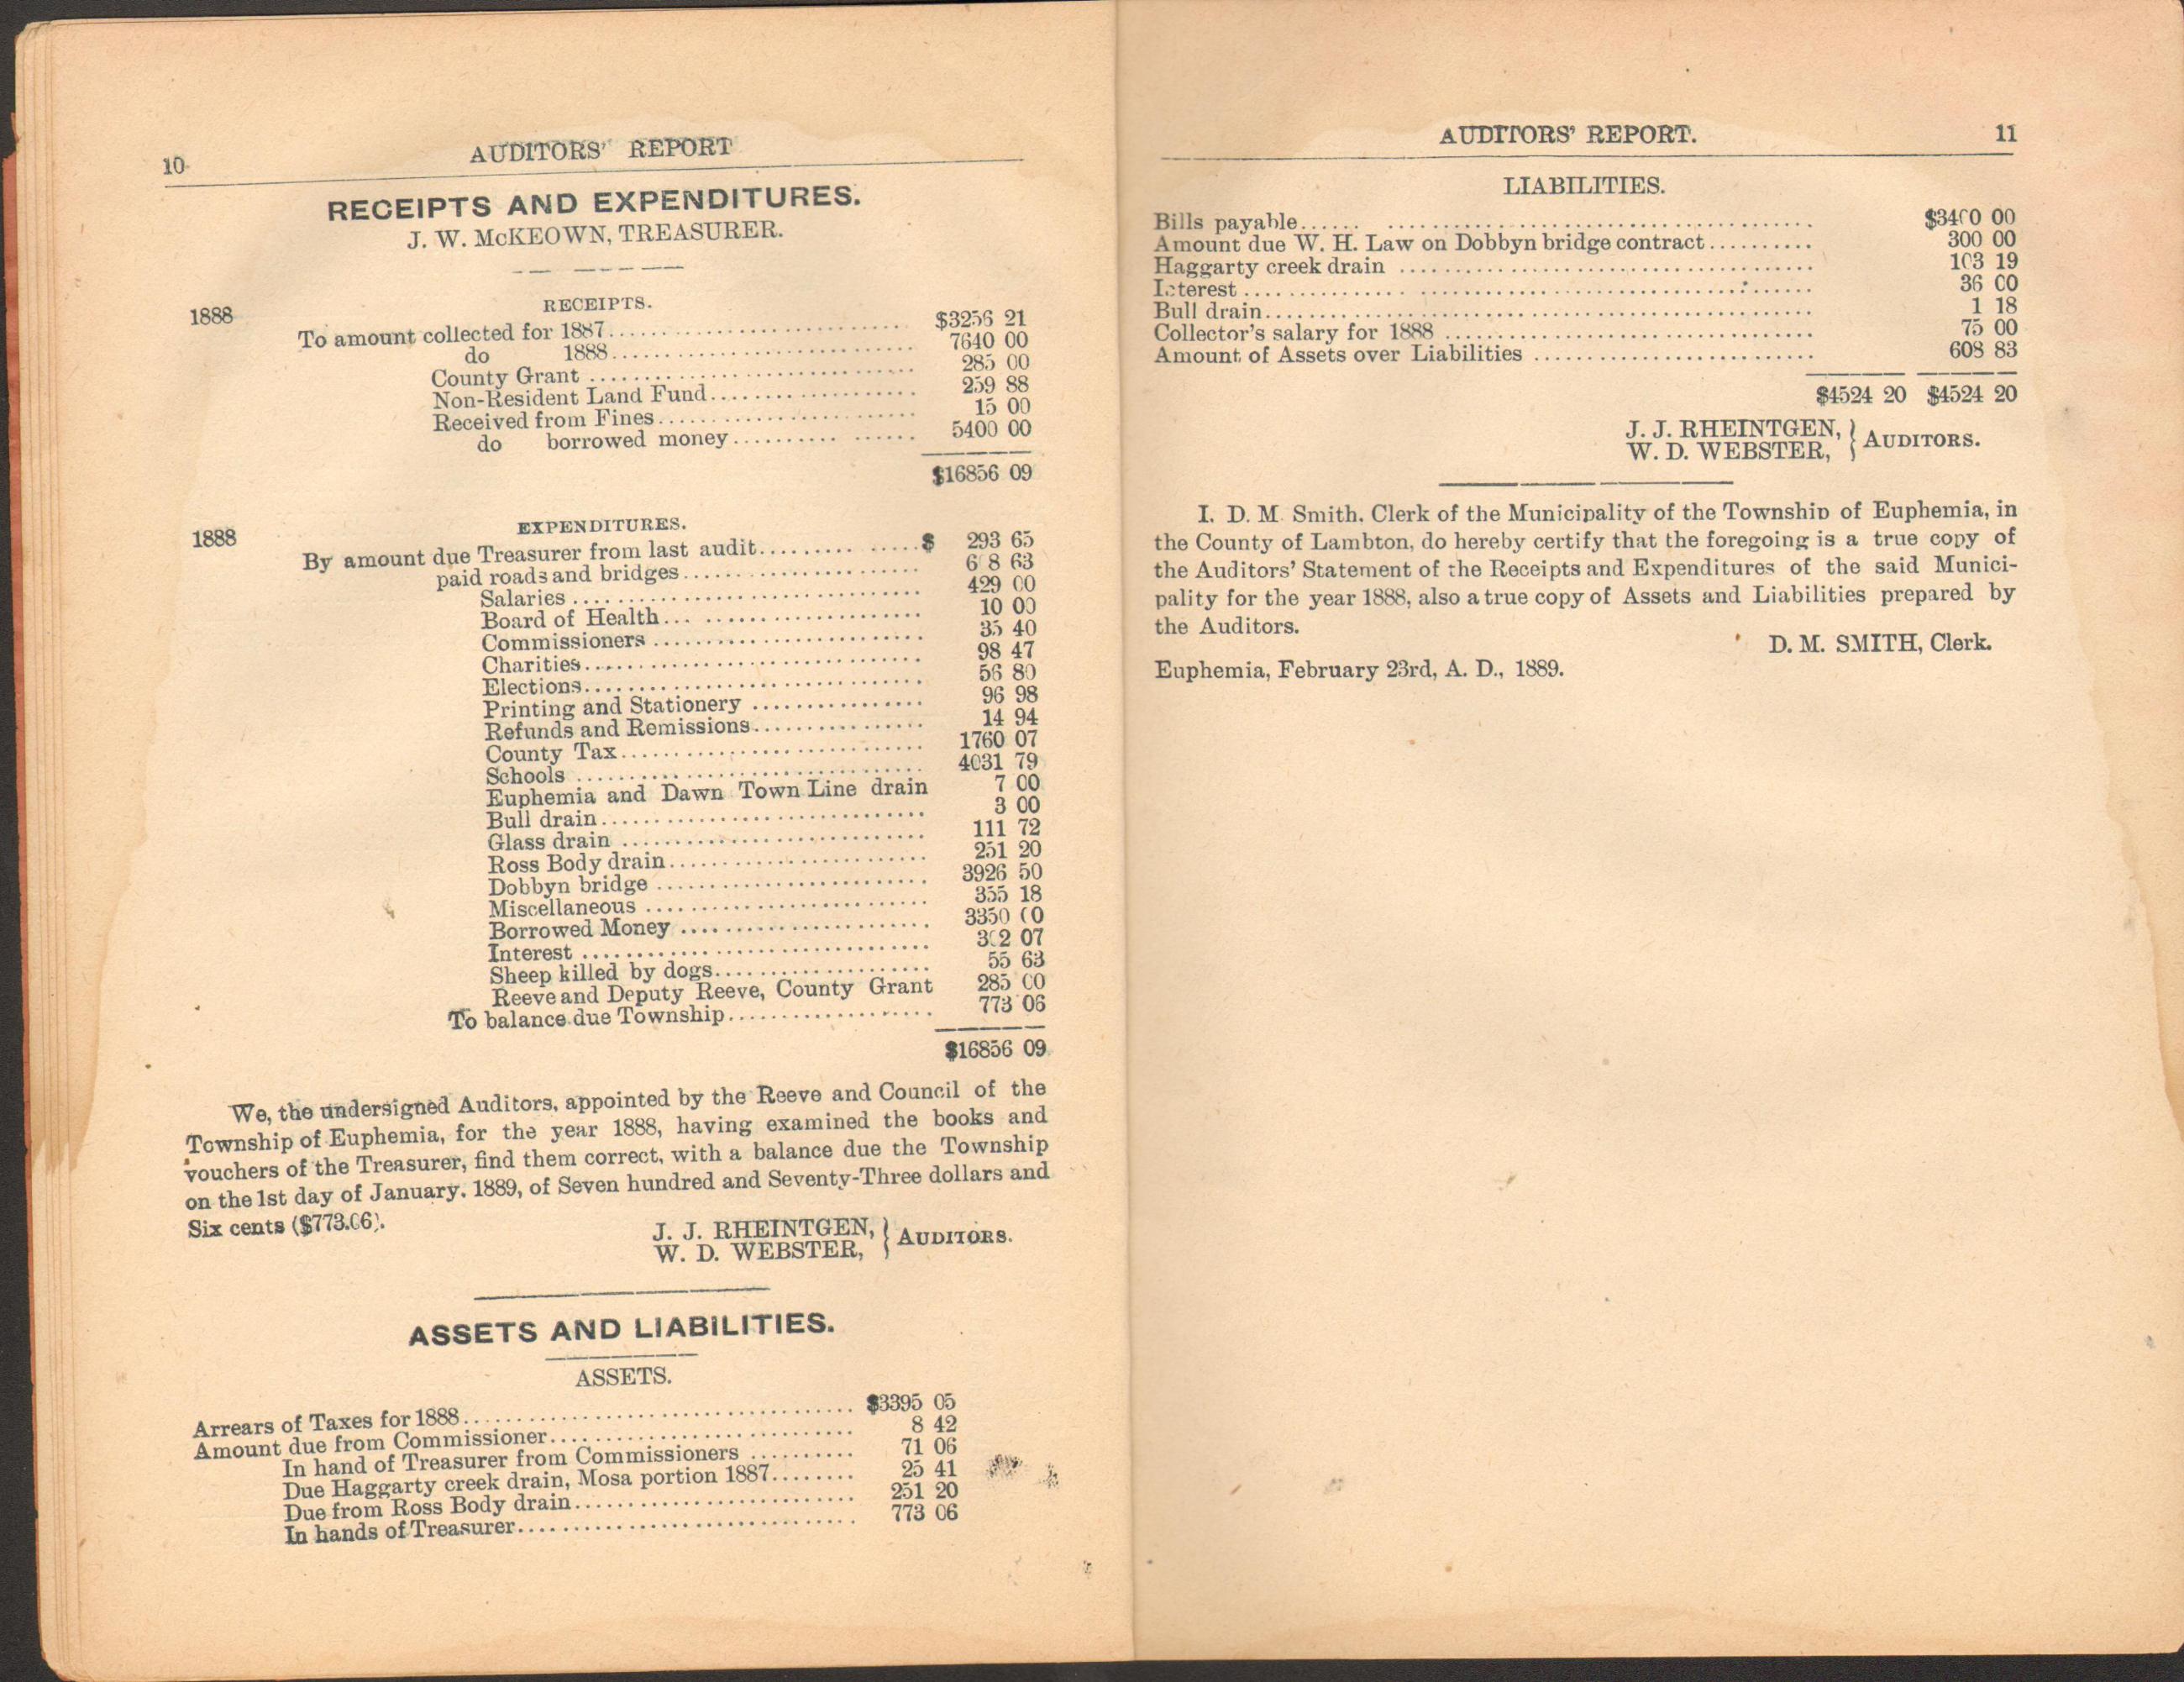 10
AUDITORS' REPORT
RECEIPTS AND EXPENDITURES.
J. W. McKEOWN, TREASURER.
RECEIPTS.
1888
To amount collected for 1887 $3256 21
do 1888 7640 00
County Grant 285 00
Non-Resident Land Fund 259 88
Received from Fines 15 00
do borrowed money 5400 00
$16856 09
EXPENDITURES.
1888
By amount due Treasurer from last audit $ 293 65
paid roads and bridges 6 8 63
Salaries 429 00
Board of Health 10 00
Commissioners 35 40
Charities 98 47
Elections 56 80
Printing and Stationery 96 98
Refunds and Remissions 14 94
County Tax 1760 07
Schools 4031 79
Euphemia and Dawn Town Line drain 7 00
Bull drain 3 00
Glass drain 111 72
Ross Body drain 251 20
Dobbyn bridge 3926 50
Miscellaneous 355 18
Borrowed Money 3350 00
Interest 302 07
Sheep killed by dogs 55 63
Reeve and Deputy Reeve, County Grant 285 00
To balance due Township 773 06
$16856 09
We, the undersigned Auditors, appointed by the Reeve and Council of the
Township of Euphemia, for the year 1888, having examined the books and
vouchers of the Treasurer, find them correct, with a balance due the Township
on the 1st day of January. 1889, of Seven hundred and Seventy-Three dollars and
Six cents ($773.06).
J. J. RHEINTGEN, } AUDITORS.
W. D. WEBSTER,
ASSETS AND LIABILITIES.
ASSETS.
Arrears of Taxes for 1888 $3395 05
Amount due from Commissioner 8 42
In hand of Treasurer from Commissioners 71 06
Due Haggarty creek drain, Mosa portion 1887 25 41
Due from Ross Body drain 251 20
In hands of Treasurer 773 06
AUDITORS' REPORT.
11
LIABILITIES.
Bills payable $3400 00
Amount due W. H. Law on Dobbyn bridge contract 300 00
Haggarty creek drain 103 19
Interest 36 00
Bull drain 1 18
Collector's salary for 1888 75 00
Amount of Assets over Liabilities 608 83
$4524 20 $4524 20
J. J. RHEINTGEN, } AUDITORS.
W. D. WEBSTER,
I. D. M. Smith. Clerk of the Municipality of the Township of Euphemia, in
the County of Lambton, do hereby certify that the foregoing is a true copy of
the Auditors' Statement of the Receipts and Expenditures of the said Munici-
pality for the year 1888, also a true copy of Assets and Liabilities prepared by
the Auditors.
D. M. SMITH, Clerk.
Euphemia, February 23rd, A. D., 1889.